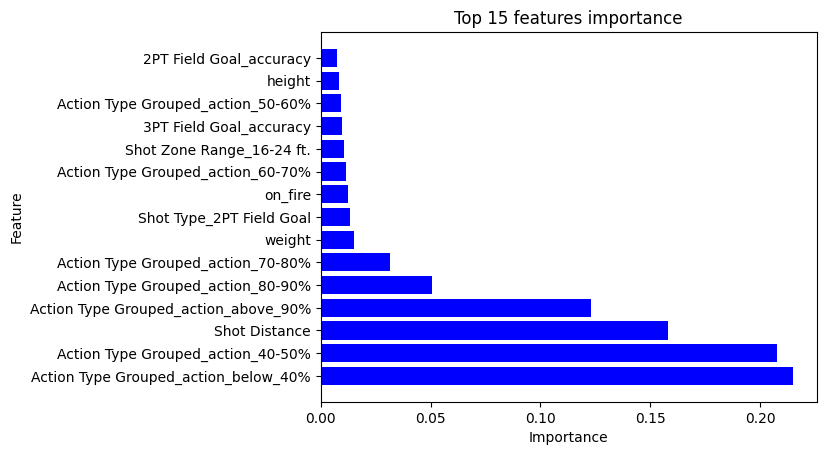 Top 15 features importance
Feature
2PT Field Goal_accuracy
height
Action Type Grouped_action_50-60%
3PT Field Goal_accuracy
Shot Zone Range_16-24 ft.
Action Type Grouped_action_60-70%
on_fire
Shot Type_2PT Field Goal
weight
Action Type Grouped_action_70-80%
Action Type Grouped_action_80-90%
Action Type Grouped_action_above_90%
Shot Distance
Action Type Grouped_action_40-50%
Action Type Grouped_action_below_40%
0.00 0.05 0.10 0.15 0.20
Importance